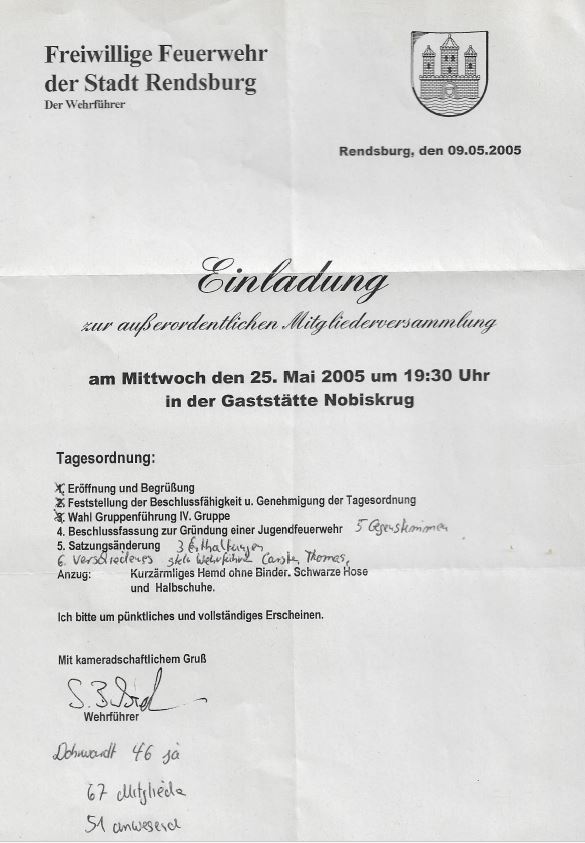 Freiwillige Feuerwehr
der Stadt Rendsburg
Der Wehrführer
Rendsburg, den 09.05.2005
Einladung
zur außerordentlichen Mitgliederversammlung
am Mittwoch den 25. Mai 2005 um 19:30 Uhr
in der Gaststätte Nobiskrug
Tagesordnung:
1. Eröffnung und Begrüßung
2. Feststellung der Beschlussfähigkeit u. Genehmigung der Tagesordnung
3. Wahl Gruppenführung IV. Gruppe
4. Beschlussfassung zur Gründung einer Jugendfeuerwehr 5 Gegenstimmen
5. Satzungsänderung 3 Enthaltungen
6. Verschiedenes stellv Wehrführer Carsten Thomas,
Anzug: Kurzärmliges Hemd ohne Binder. Schwarze Hose
und Halbschuhe.
Ich bitte um pünktliches und vollständiges Erscheinen.
Mit kameradschaftlichem Gruß
Wehrführer
46 ja
67 Mitglieder
51 anwesend